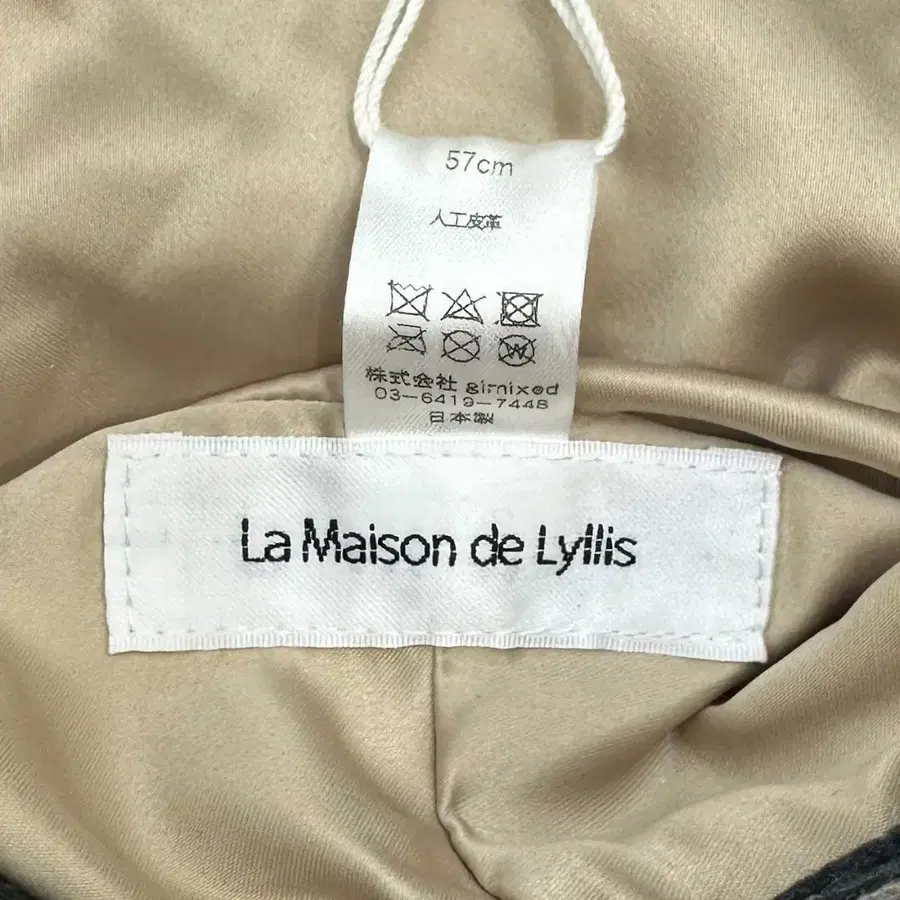 57cm
人工皮革
株式会社 girnixed
03-6419-7448
日本製
La Maison de Lyllis